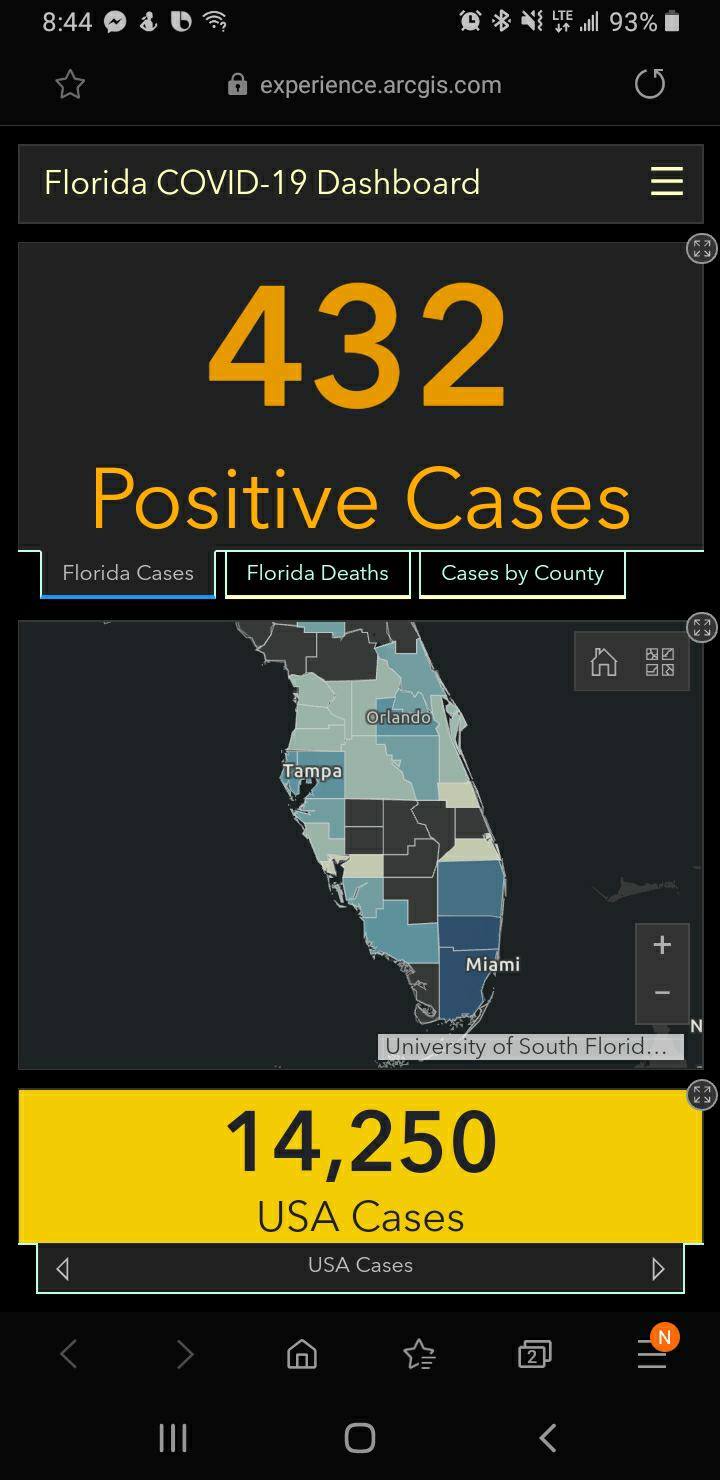 8:44
LTE
93%
experience.arcgis.com
Florida COVID-19 Dashboard
432
Positive Cases
Florida Cases
Florida Deaths
Cases by County
Orlando
Tampa
Miami
+
−
N
University of South Florid...
14,250
USA Cases
USA Cases
2
N